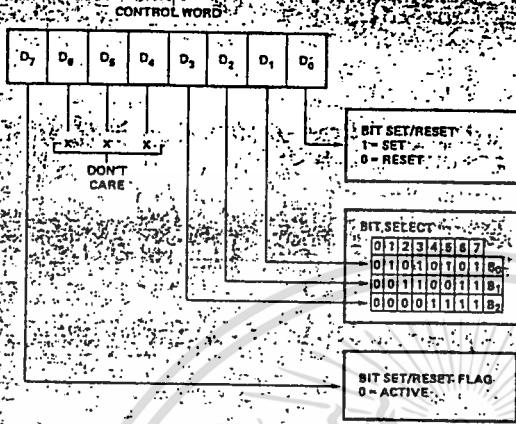 CONTROL WORD
D7 D6 D5 D4 D3 D2 D1 D0
X X X
DON'T
CARE
BIT SET/RESET
1 = SET
0 = RESET
BIT SELECT
0 1 2 3 4 5 6 7
0 1 0 1 0 1 0 1 B0
0 0 1 1 0 0 1 1 B1
0 0 0 0 1 1 1 1 B2
BIT SET/RESET FLAG
0 = ACTIVE